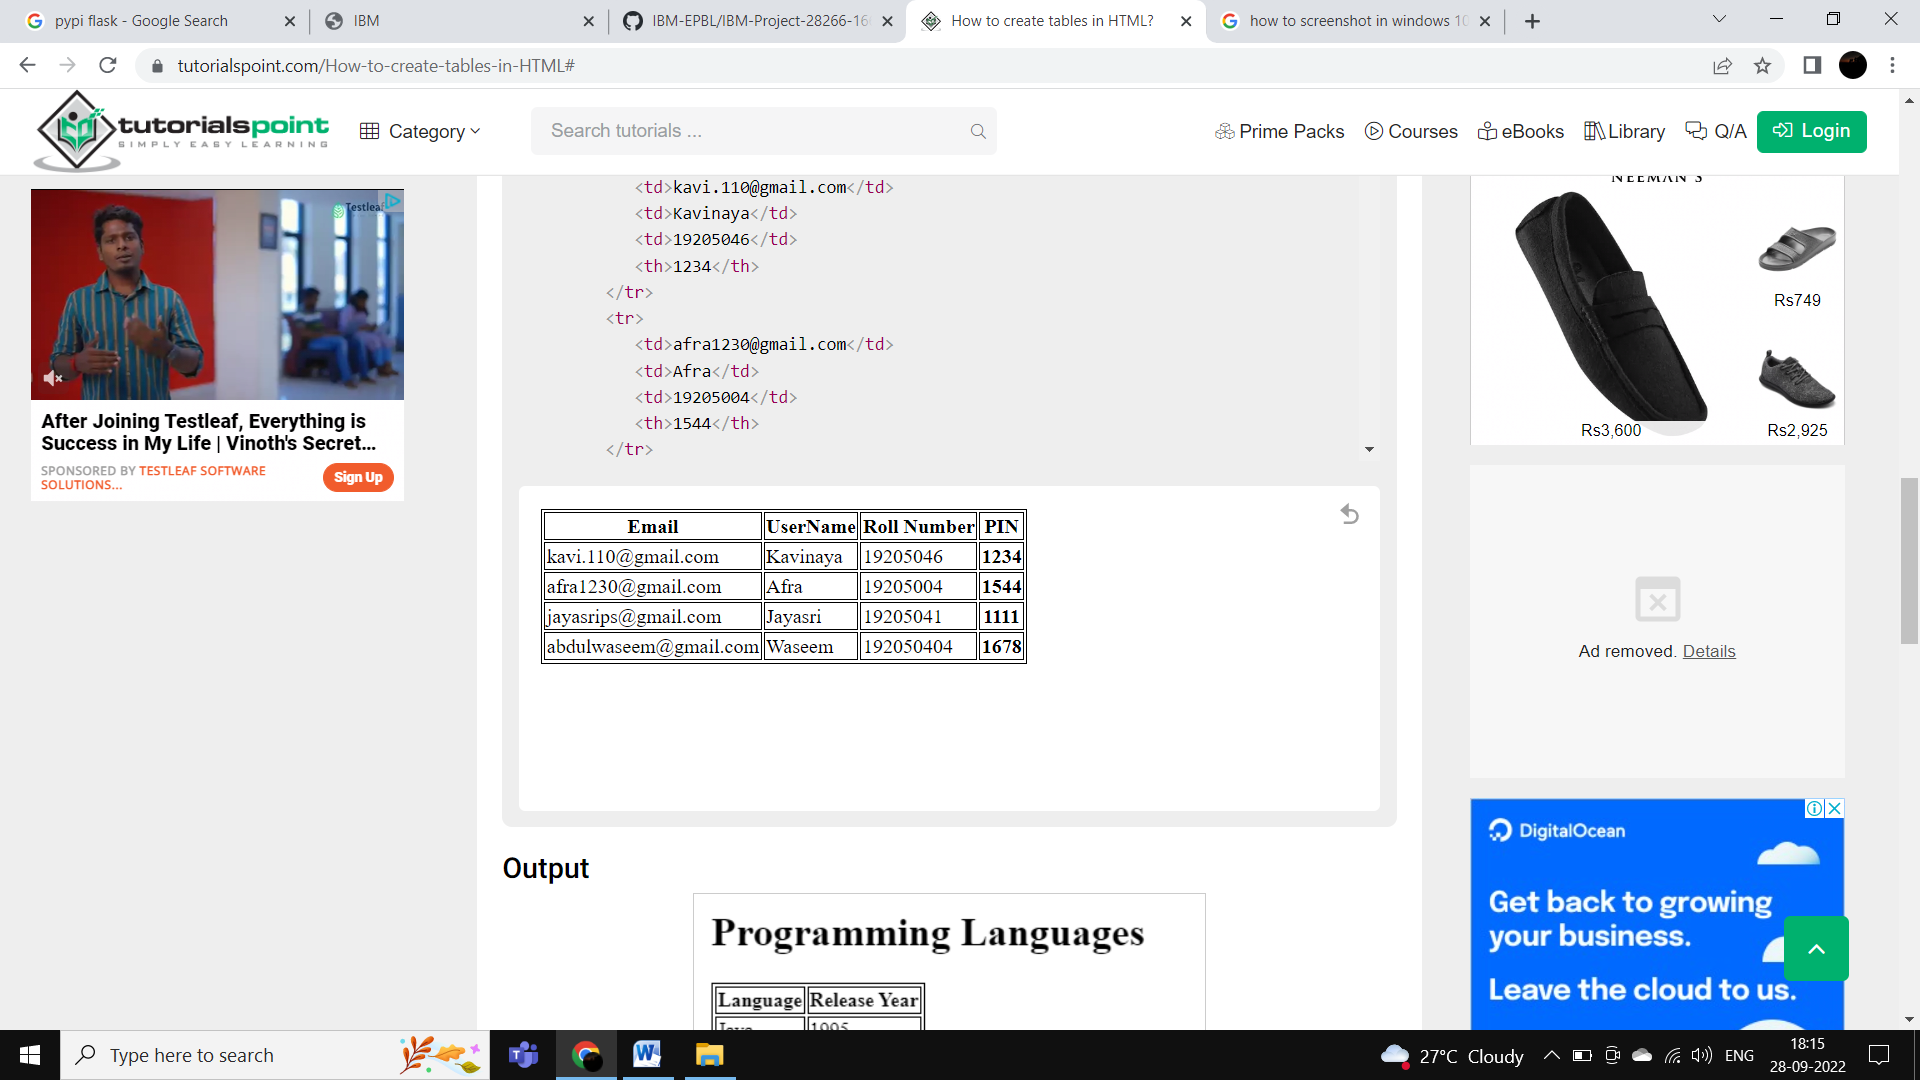 pypi flask - Google Search
IBM
IBM-EPBL/IBM-Project-28266-16
How to create tables in HTML?
how to screenshot in windows 10
tutorialspoint.com/How-to-create-tables-in-HTML#
tutorialspoint
SIMPLY EASY LEARNING
Category
Search tutorials ...
Prime Packs
Courses
eBooks
Library
Q/A
Login
Testleaf
After Joining Testleaf, Everything is
Success in My Life | Vinoth's Secret...
SPONSORED BY TESTLEAF SOFTWARE
SOLUTIONS...
Sign Up
<td>kavi.110@gmail.com</td>
<td>Kavinaya</td>
<td>19205046</td>
<th>1234</th>
</tr>
<tr>
<td>afra1230@gmail.com</td>
<td>Afra</td>
<td>19205004</td>
<th>1544</th>
</tr>
Email UserName Roll Number PIN
kavi.110@gmail.com Kavinaya 19205046 1234
afra1230@gmail.com Afra 19205004 1544
jayasrips@gmail.com Jayasri 19205041 1111
abdulwaseem@gmail.com Waseem 192050404 1678
Output
Programming Languages
Language Release Year
Java 1995
NEEMAN'S
Rs749
Rs3,600
Rs2,925
Ad removed. Details
DigitalOcean
Get back to growing
your business.
Leave the cloud to us.
Type here to search
27°C Cloudy
ENG
18:15
28-09-2022